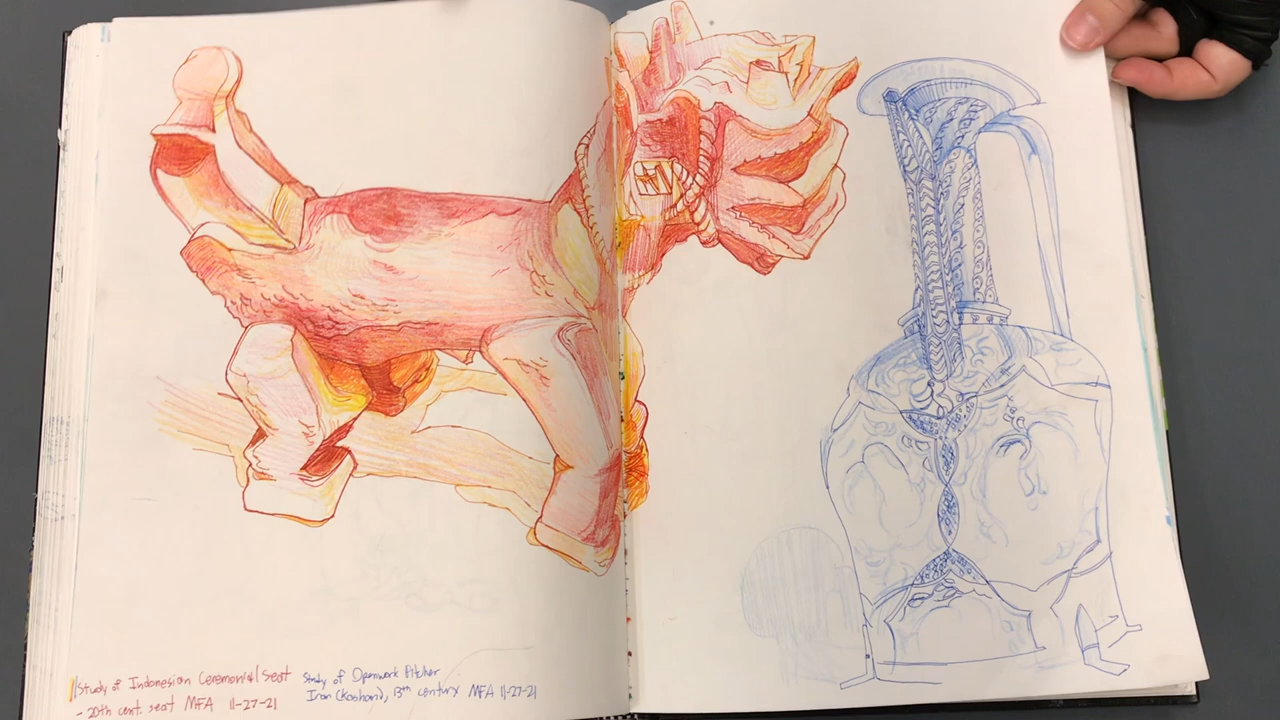 Study of Indonesian Ceremonial Seat
- 20th cent. seat MFA 11-27-21
Study of Openwork Pitcher
Iran (Kashan), 13th century MFA 11-27-21